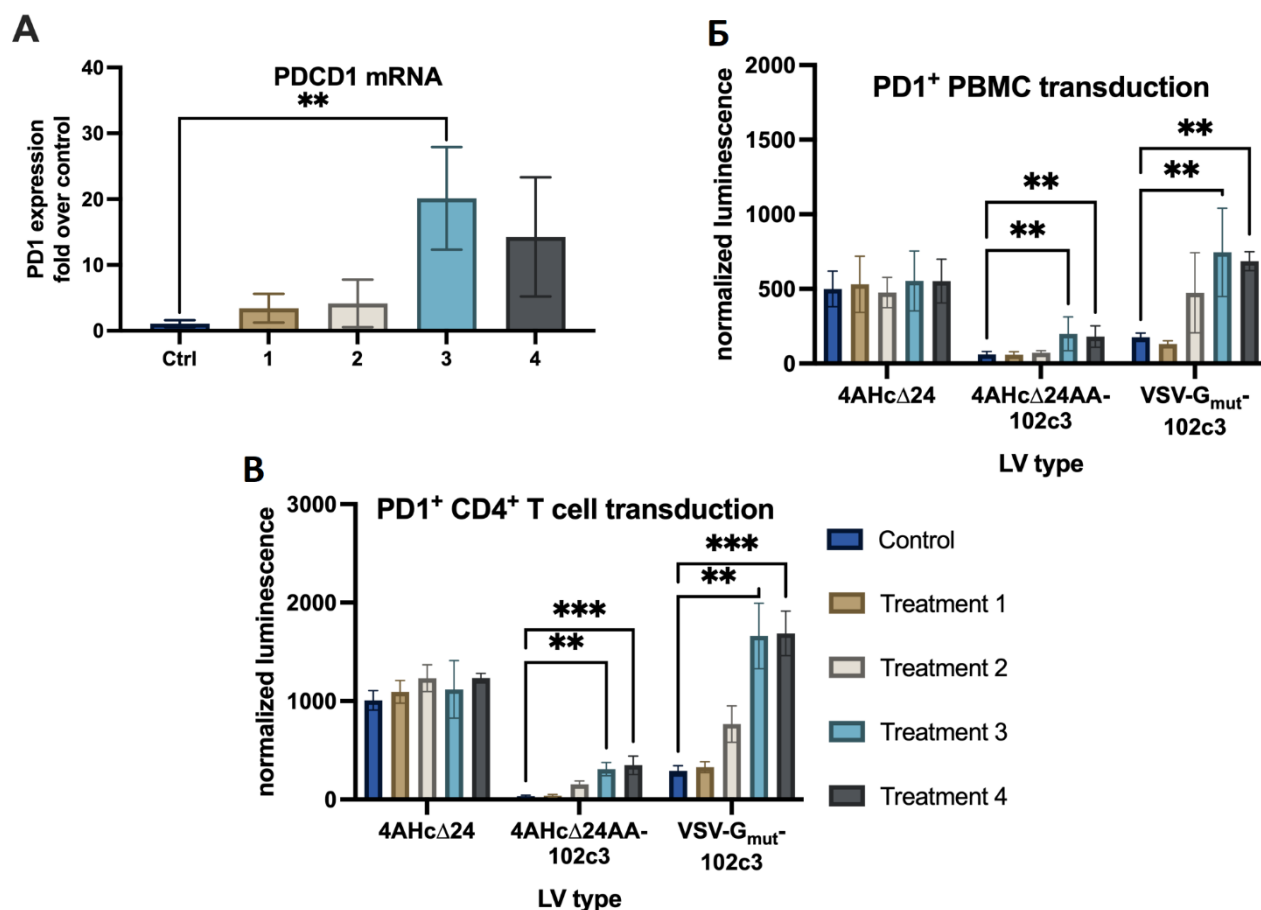 A
PDCD1 mRNA
PD1 expression
fold over control
40
30
20
10
0
**
Ctrl
1
2
3
4
Б
PD1⁺ PBMC transduction
normalized luminescence
2000
1500
1000
500
0
**
**
**
**
4AHcΔ24
4AHcΔ24AA-
102c3
VSV-Gmut-
102c3
LV type
В
PD1⁺ CD4⁺ T cell transduction
normalized luminescence
3000
2000
1000
0
***
**
***
**
4AHcΔ24
4AHcΔ24AA-
102c3
VSV-Gmut-
102c3
LV type
Control
Treatment 1
Treatment 2
Treatment 3
Treatment 4